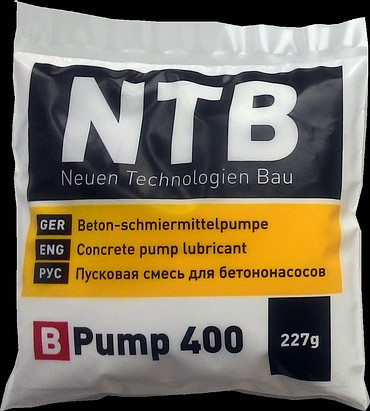 NTB
Neuen Technologien Bau
GER Beton-schmiermittelpumpe
ENG Concrete pump lubricant
РУС Пусковая смесь для бетононасосов
B Pump 400 227g